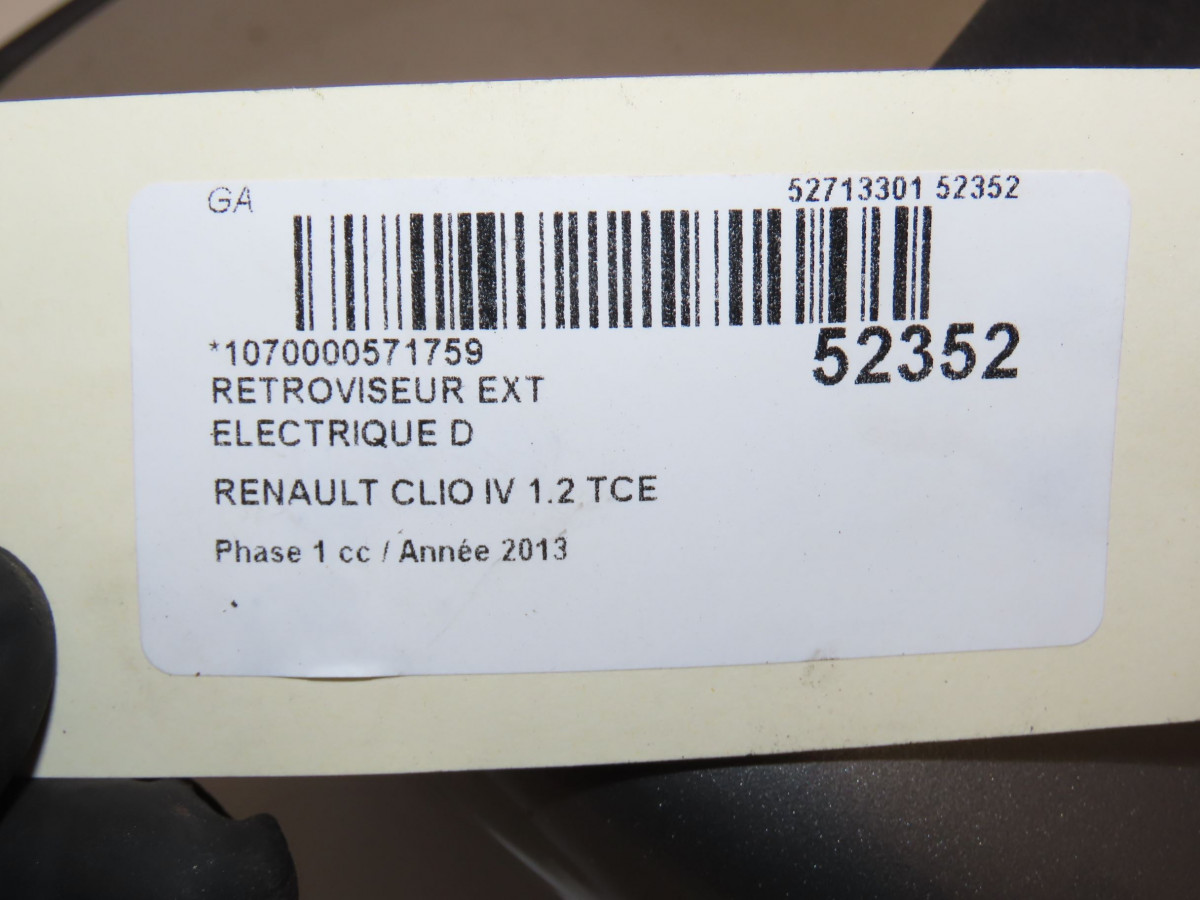 GA 52713301 52352
*1070000571759 52352
RETROVISEUR EXT
ELECTRIQUE D
RENAULT CLIO IV 1.2 TCE
Phase 1 cc / Année 2013